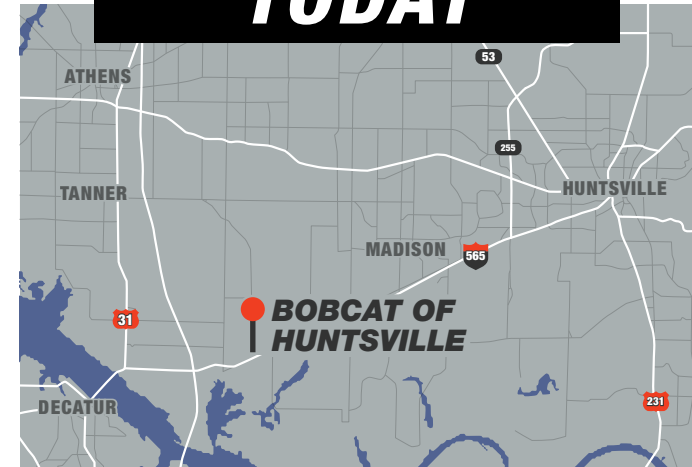 TODAY
53
ATHENS
255
HUNTSVILLE
TANNER
MADISON
565
BOBCAT OF
HUNTSVILLE
31
231
DECATUR